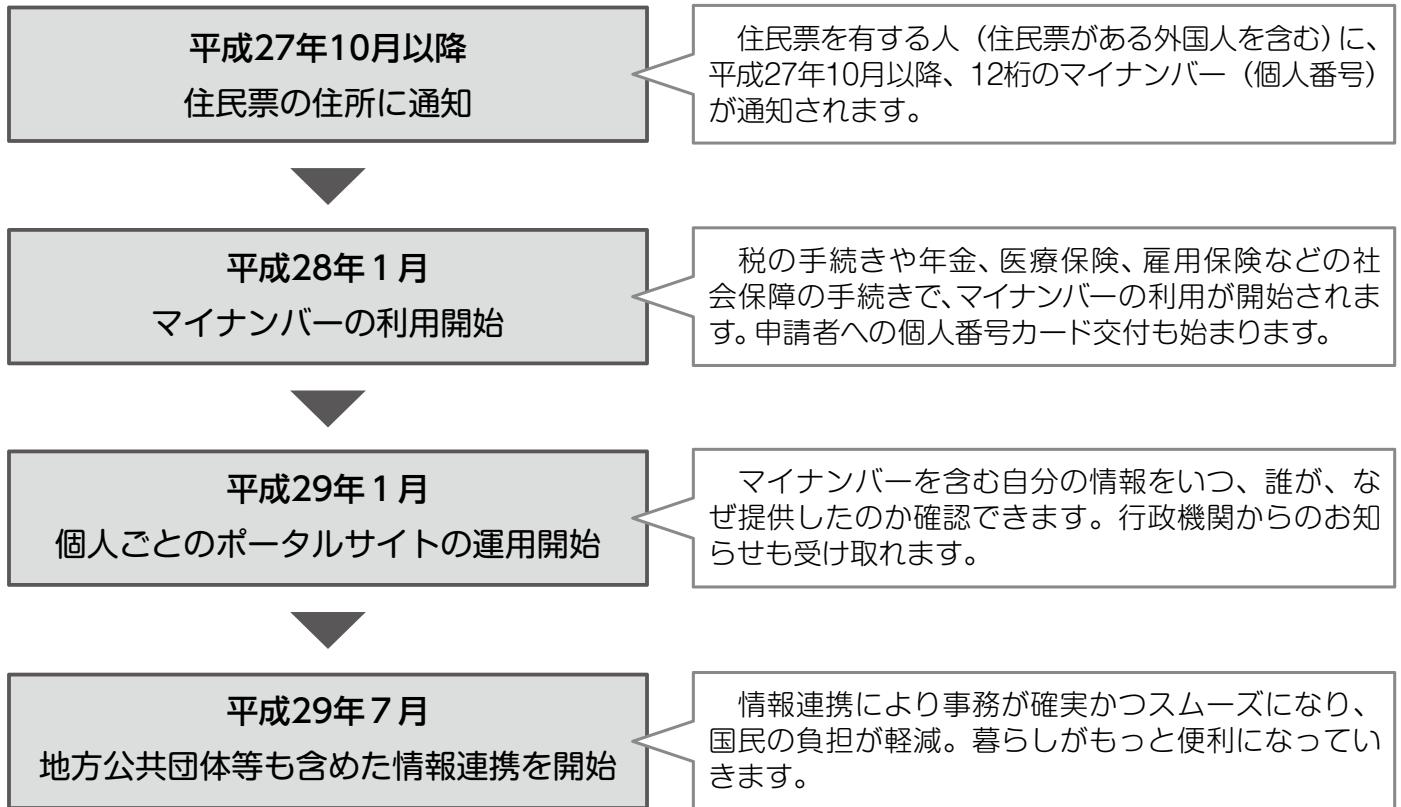 平成27年10月以降
住民票の住所に通知
住民票を有する人（住民票がある外国人を含む）に、
平成27年10月以降、12桁のマイナンバー（個人番号）
が通知されます。
平成28年１月
マイナンバーの利用開始
税の手続きや年金、医療保険、雇用保険などの社
会保障の手続きで、マイナンバーの利用が開始されま
す。申請者への個人番号カード交付も始まります。
平成29年１月
個人ごとのポータルサイトの運用開始
マイナンバーを含む自分の情報をいつ、誰が、な
ぜ提供したのか確認できます。行政機関からのお知
らせも受け取れます。
平成29年７月
地方公共団体等も含めた情報連携を開始
情報連携により事務が確実かつスムーズになり、
国民の負担が軽減。暮らしがもっと便利になってい
きます。